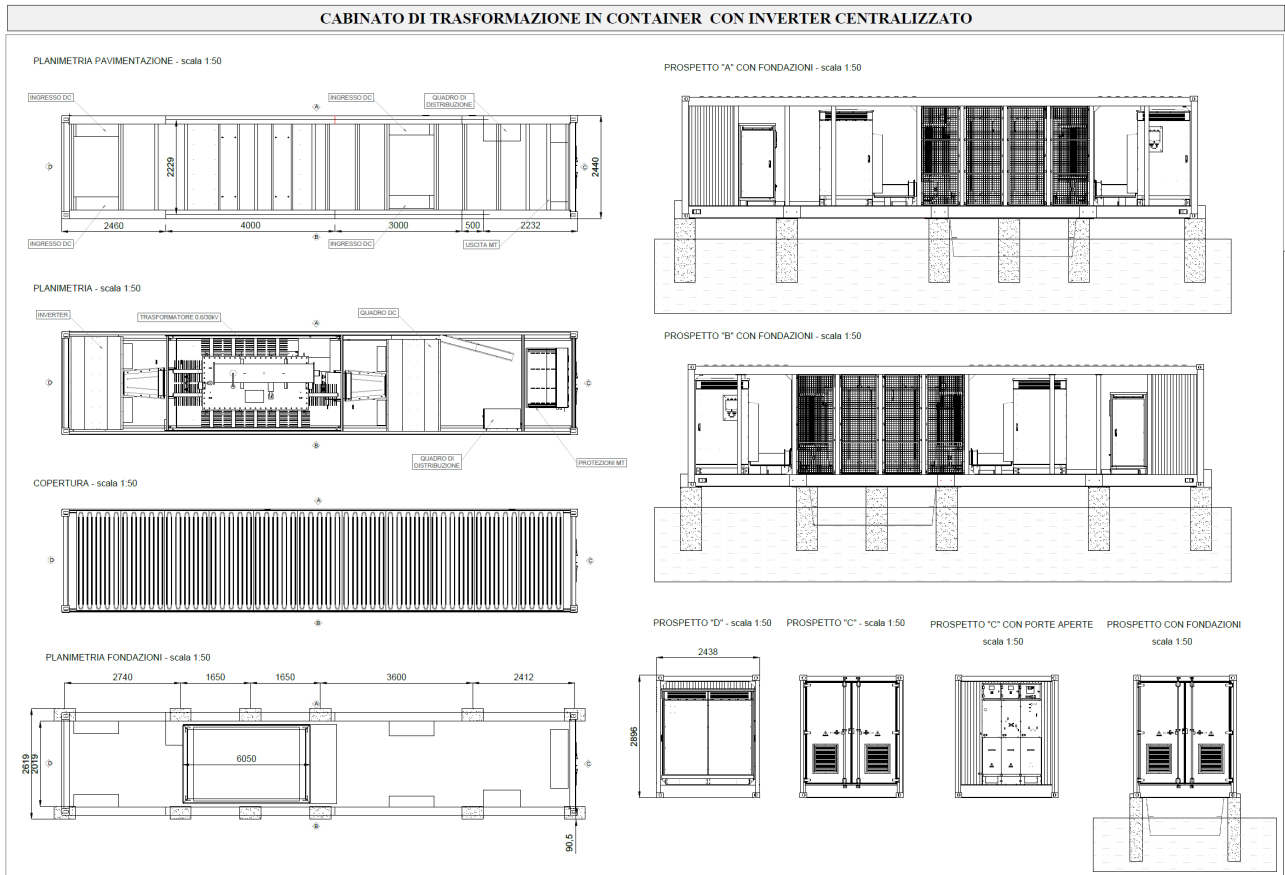 CABINATO DI TRASFORMAZIONE IN CONTAINER CON INVERTER CENTRALIZZATO
PLANIMETRIA PAVIMENTAZIONE - scala 1:50
INGRESSO DC
INGRESSO DC
QUADRO DI
DISTRIBUZIONE
A
D
2229
2440
C
2460
4000
3000
500
2232
B
INGRESSO DC
INGRESSO DC
USCITA MT
PLANIMETRIA - scala 1:50
INVERTER
TRASFORMATORE 0.6/30kV
A
QUADRO DC
D
C
B
QUADRO DI
DISTRIBUZIONE
PROTEZIONI MT
COPERTURA - scala 1:50
A
D
C
B
PLANIMETRIA FONDAZIONI - scala 1:50
2740
1650
1650
3600
2412
A
2619
2019
D
6050
C
B
90,5
PROSPETTO "A" CON FONDAZIONI - scala 1:50
PROSPETTO "B" CON FONDAZIONI - scala 1:50
PROSPETTO "D" - scala 1:50
2438
2896
PROSPETTO "C" - scala 1:50
PROSPETTO "C" CON PORTE APERTE
scala 1:50
PROSPETTO CON FONDAZIONI
scala 1:50